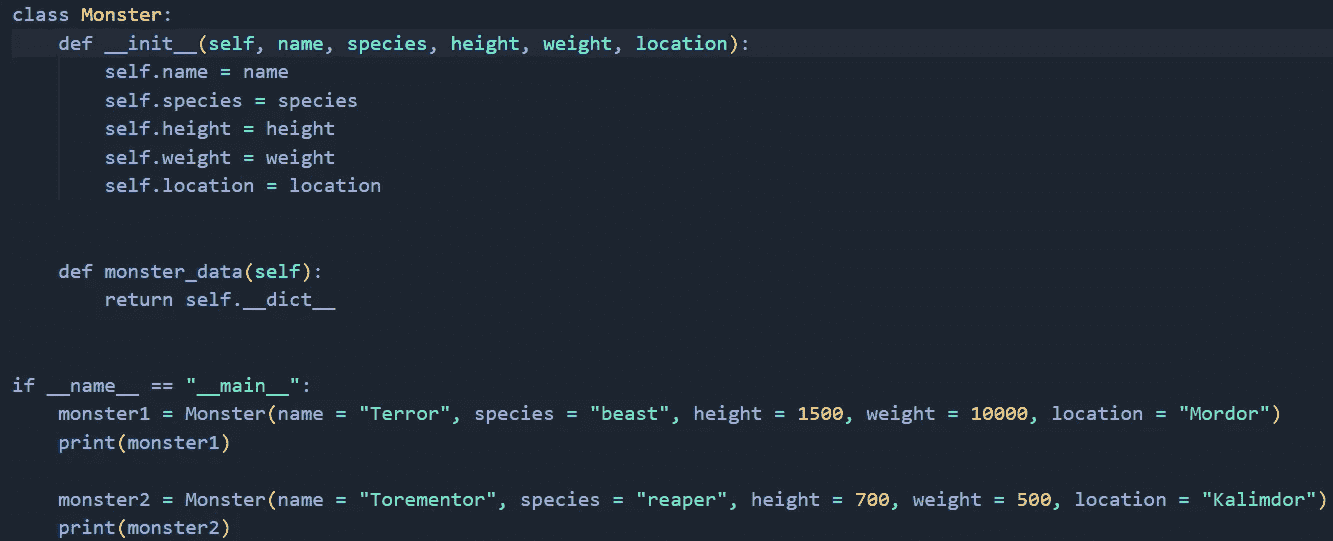 class Monster:
    def __init__(self, name, species, height, weight, location):
        self.name = name
        self.species = species
        self.height = height
        self.weight = weight
        self.location = location
    def monster_data(self):
        return self.__dict__
if __name__ == "__main__":
    monster1 = Monster(name = "Terror", species = "beast", height = 1500, weight = 10000, location = "Mordor")
    print(monster1)
    monster2 = Monster(name = "Torementor", species = "reaper", height = 700, weight = 500, location = "Kalimdor")
    print(monster2)